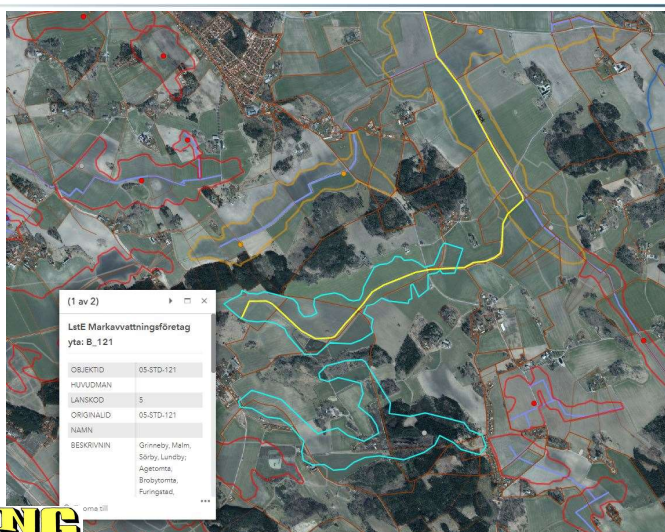 (1 av 2)
LstE Markavvattningsföretag
yta: B_121
OBJEKTID 05-STD-121
HUVUDMAN
LANSKOD 5
ORIGINALID 05-STD-121
NAMN
BESKRIVNIN Grinneby, Malm,
Sörby, Lundby;
Agetomta,
Brobytomta,
Furingstad,
oma till
NG